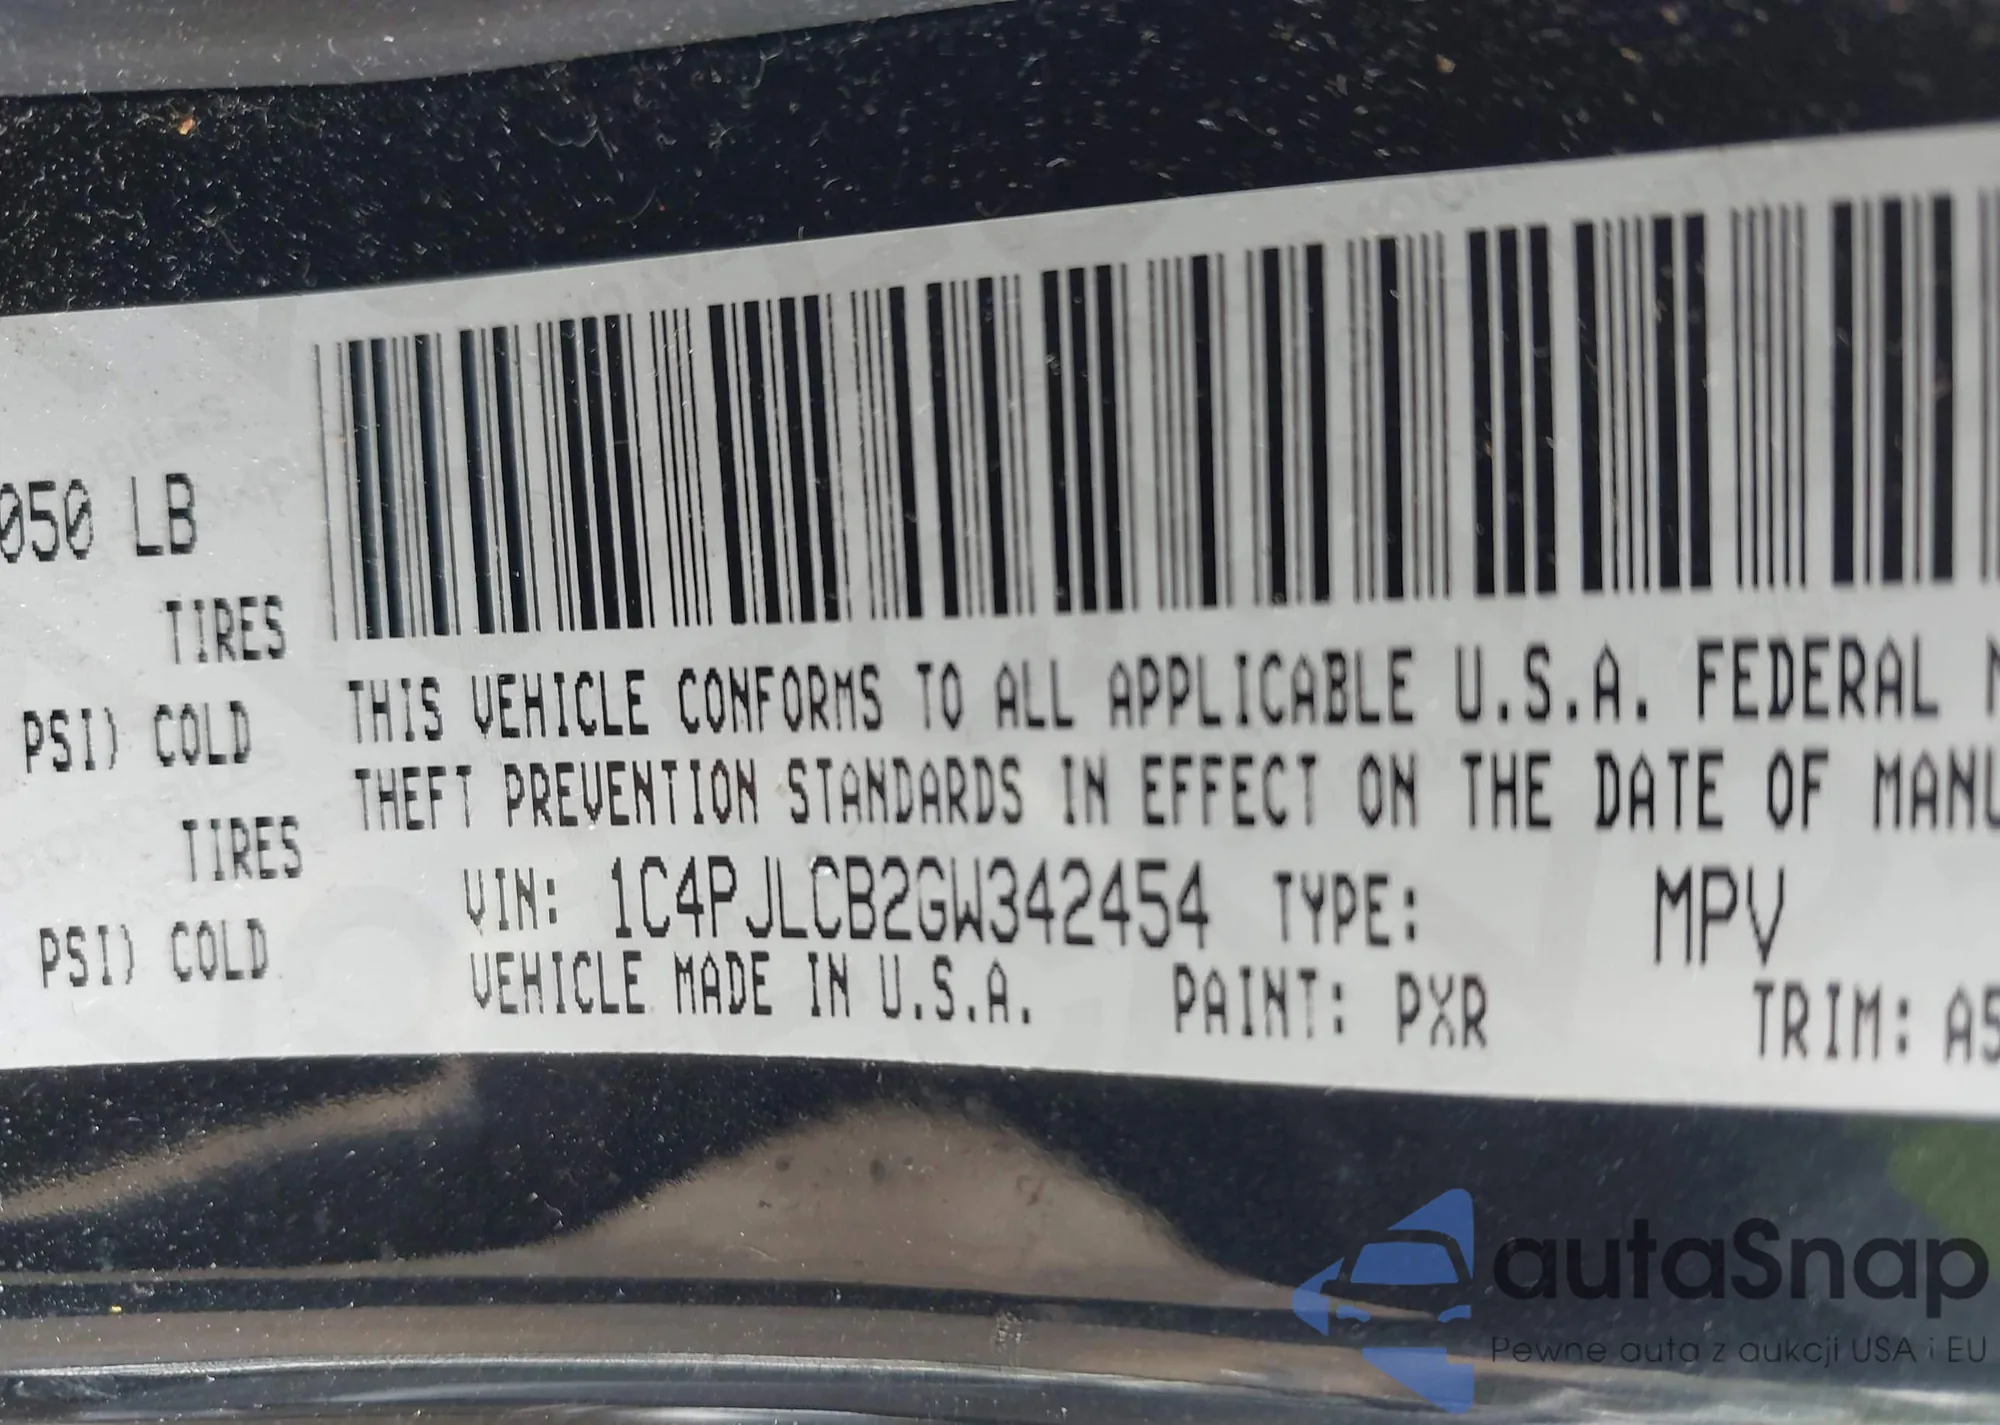 050 LB
TIRES
PSI) COLD
TIRES
PSI) COLD
THIS VEHICLE CONFORMS TO ALL APPLICABLE U.S.A. FEDERAL
THEFT PREVENTION STANDARDS IN EFFECT ON THE DATE OF MANU
VIN: 1C4PJLCB2GW342454 TYPE: MPV
VEHICLE MADE IN U.S.A. PAINT: PXR TRIM: A5
autaSnap
Pewne auta z aukcji USA i EU